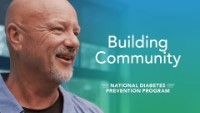 Building
Community
NATIONAL DIABETES
PREVENTION PROGRAM